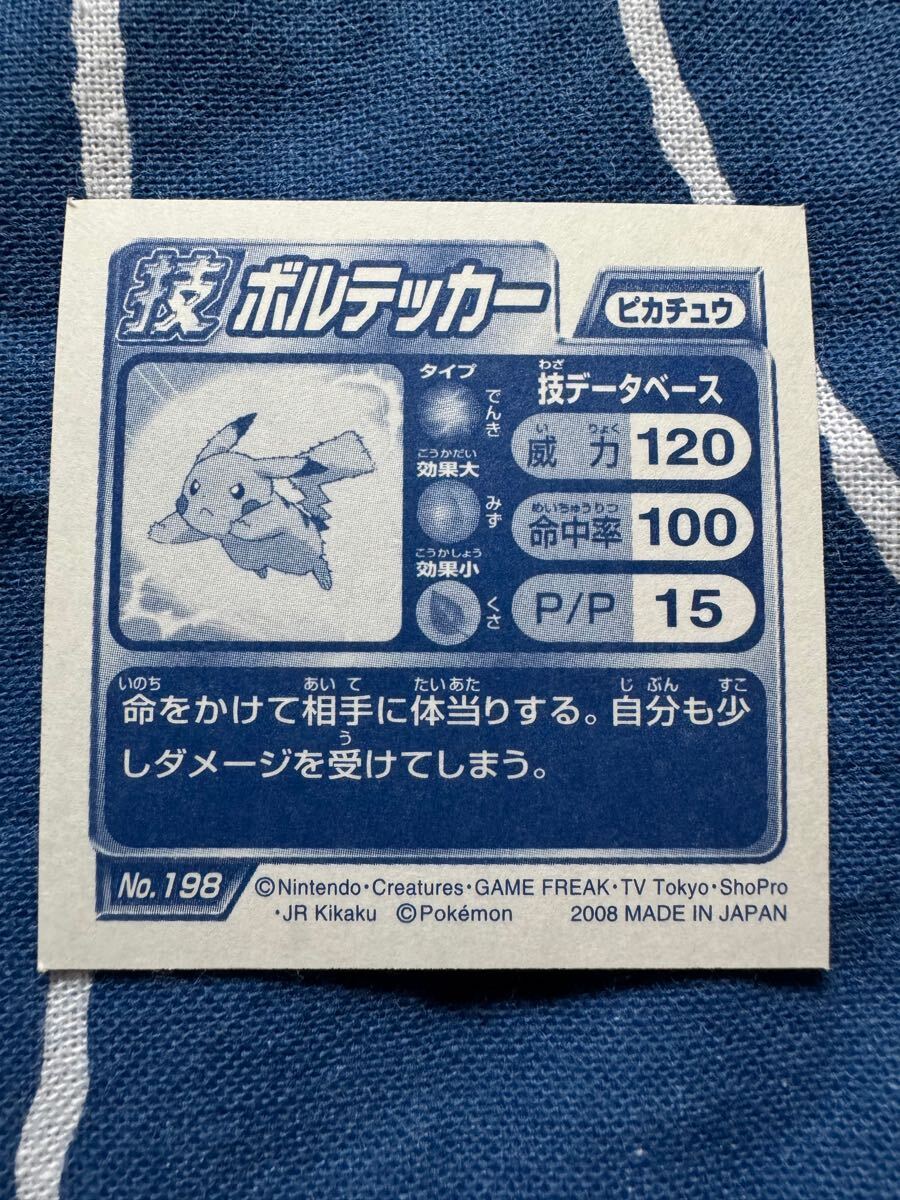 技 ボルテッカー
ピカチュウ
タイプ
でんき
こうかだい
効果大
みず
こうかしょう
効果小
くさ
わざ
技データベース
い りょく
威力 120
めいちゅうりつ
命中率 100
P/P 15
いのち あいて たいあた じぶん すこ
命をかけて相手に体当りする。自分も少
う
しダメージを受けてしまう。
No.198
©Nintendo・Creatures・GAME FREAK・TV Tokyo・ShoPro
・JR Kikaku ©Pokémon 2008 MADE IN JAPAN